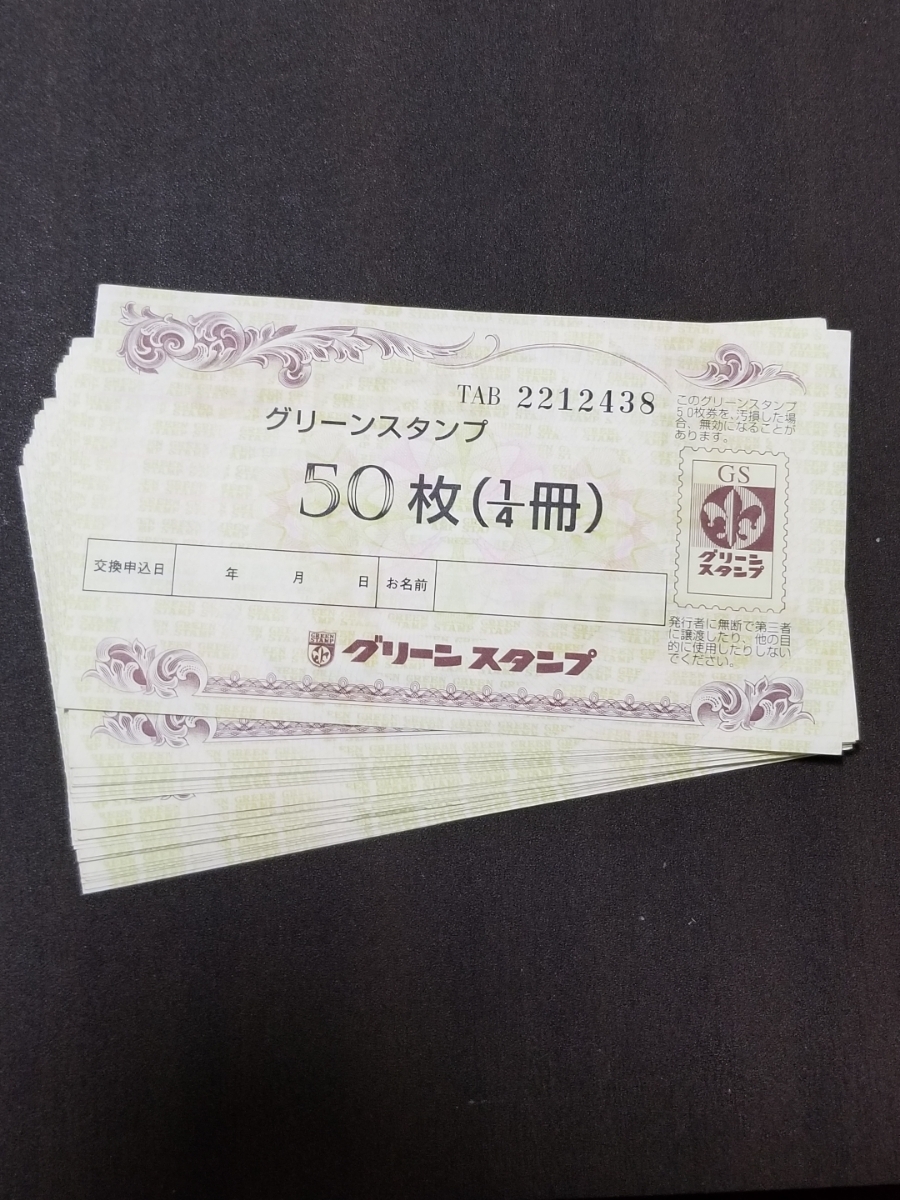 TAB 2212438
グリーンスタンプ
50枚(1/4冊)
交換申込日 年 月 日 お名前
グリーン スタンプ
このグリーンスタンプ
50枚券を、汚損した場
合、無効になることが
あります。
GS
グリーン
スタンプ
発行者に無断で第三者
に譲渡したり、他の目
的に使用したりしない
でください。